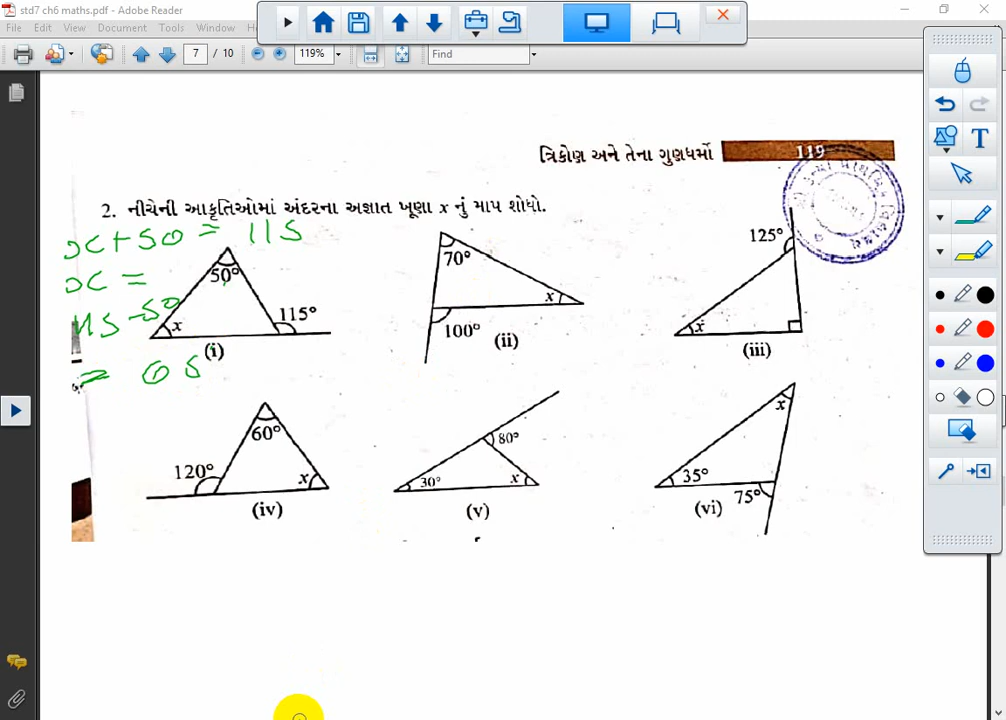 std7 ch6 maths.pdf - Adobe Reader
File Edit View Document Tools Window
7 / 10 119% Find
ત્રિકોણ અને તેના ગુણધર્મો 119
2. નીચેની આકૃતિઓમાં અંદરના અજ્ઞાત ખૂણા x નું માપ શોધો.
x + 50 = 115
x =
115 - 50
= 65
50°
x
115°
(i)
70°
x
100°
(ii)
125°
x
(iii)
60°
120°
x
(iv)
80°
30°
x
(v)
x
35°
75°
(vi)
T